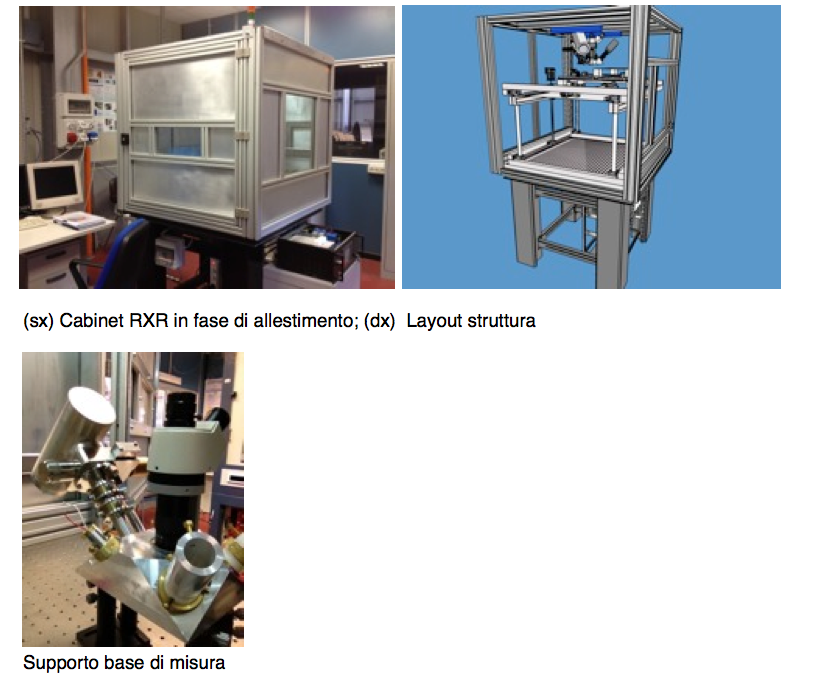 (sx) Cabinet RXR in fase di allestimento; (dx) Layout struttura
Supporto base di misura